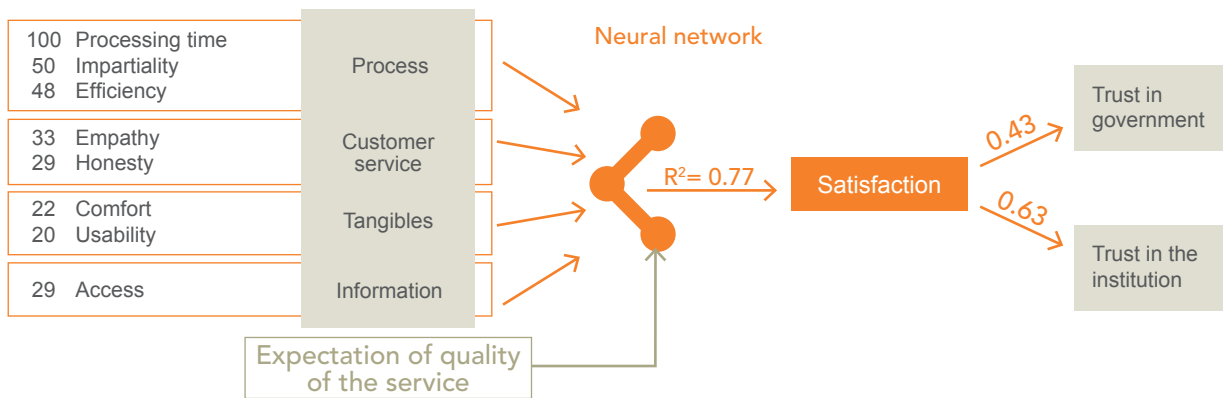 Neural network
100 Processing time
50 Impartiality
48 Efficiency
Process
33 Empathy
29 Honesty
Customer
service
22 Comfort
20 Usability
Tangibles
29 Access
Information
Expectation of quality
of the service
R²= 0.77
Satisfaction
0.43
Trust in
government
0.63
Trust in the
institution